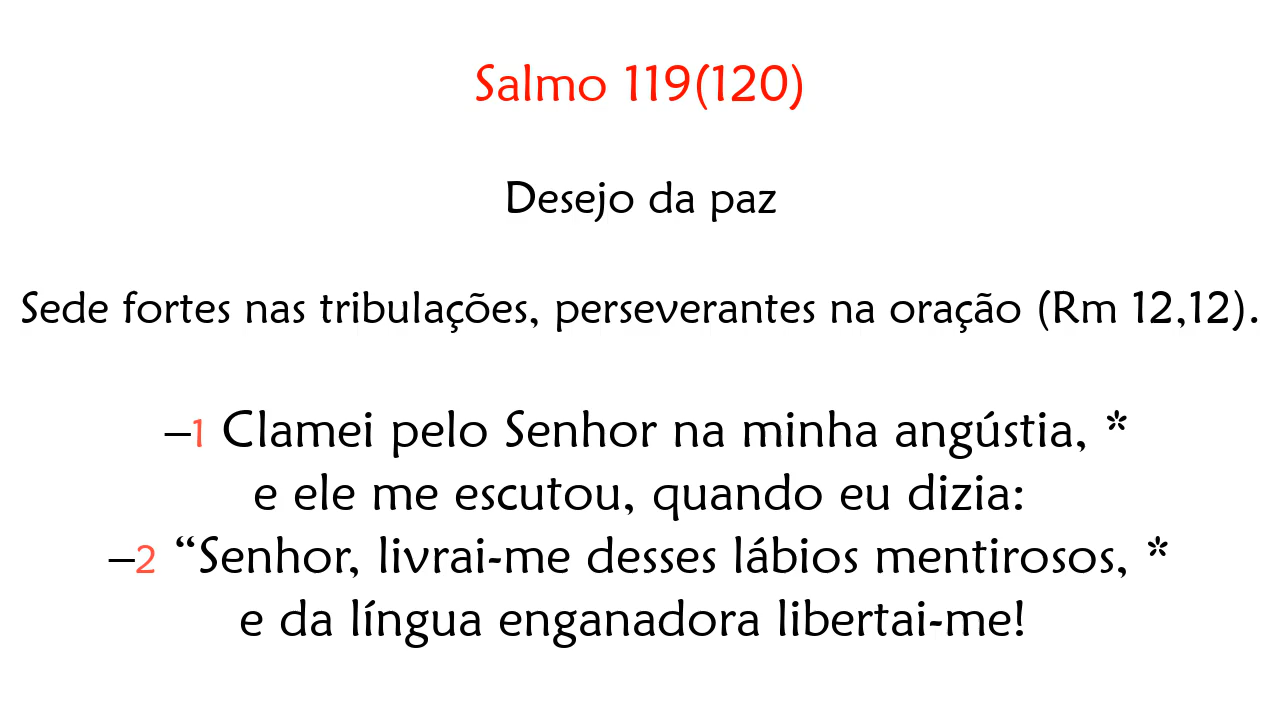 Salmo 119(120)
Desejo da paz
Sede fortes nas tribulações, perseverantes na oração (Rm 12,12).
–1 Clamei pelo Senhor na minha angústia, *
e ele me escutou, quando eu dizia:
–2 “Senhor, livrai-me desses lábios mentirosos, *
e da língua enganadora libertai-me!